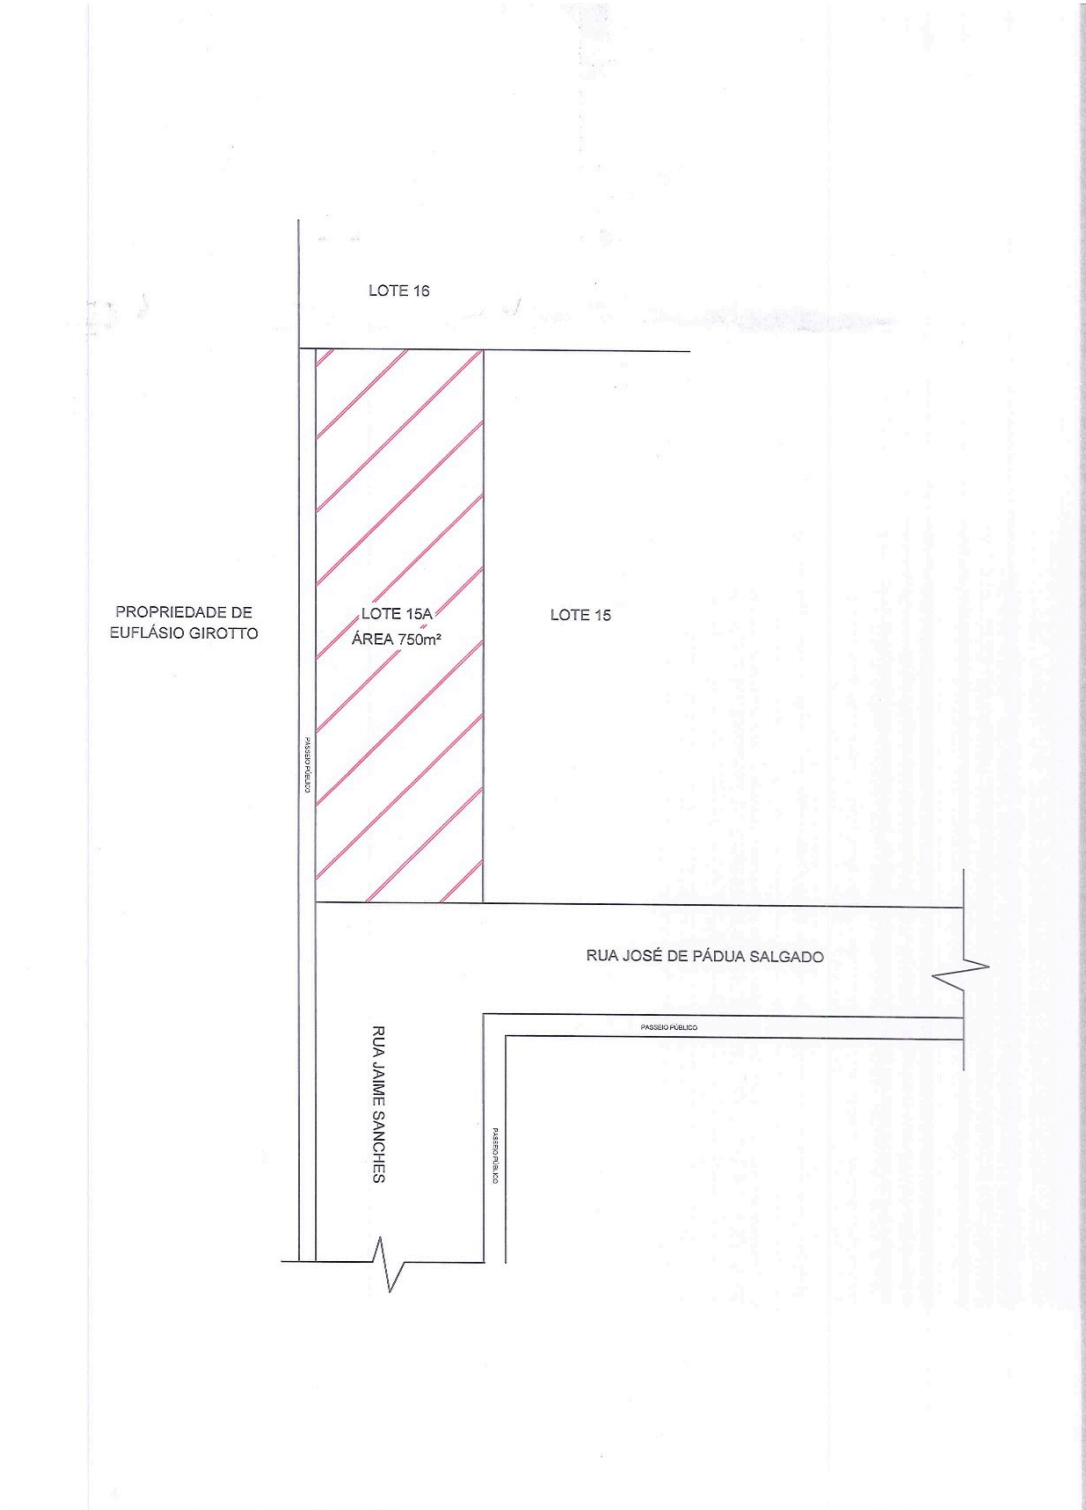 LOTE 16
PROPRIEDADE DE
EUFLÁSIO GIROTTO
LOTE 15A
ÁREA 750m²
LOTE 15
PASSEIO PÚBLICO
RUA JOSÉ DE PÁDUA SALGADO
PASSEIO PÚBLICO
RUA JAIME SANCHES
PASSEIO PÚBLICO